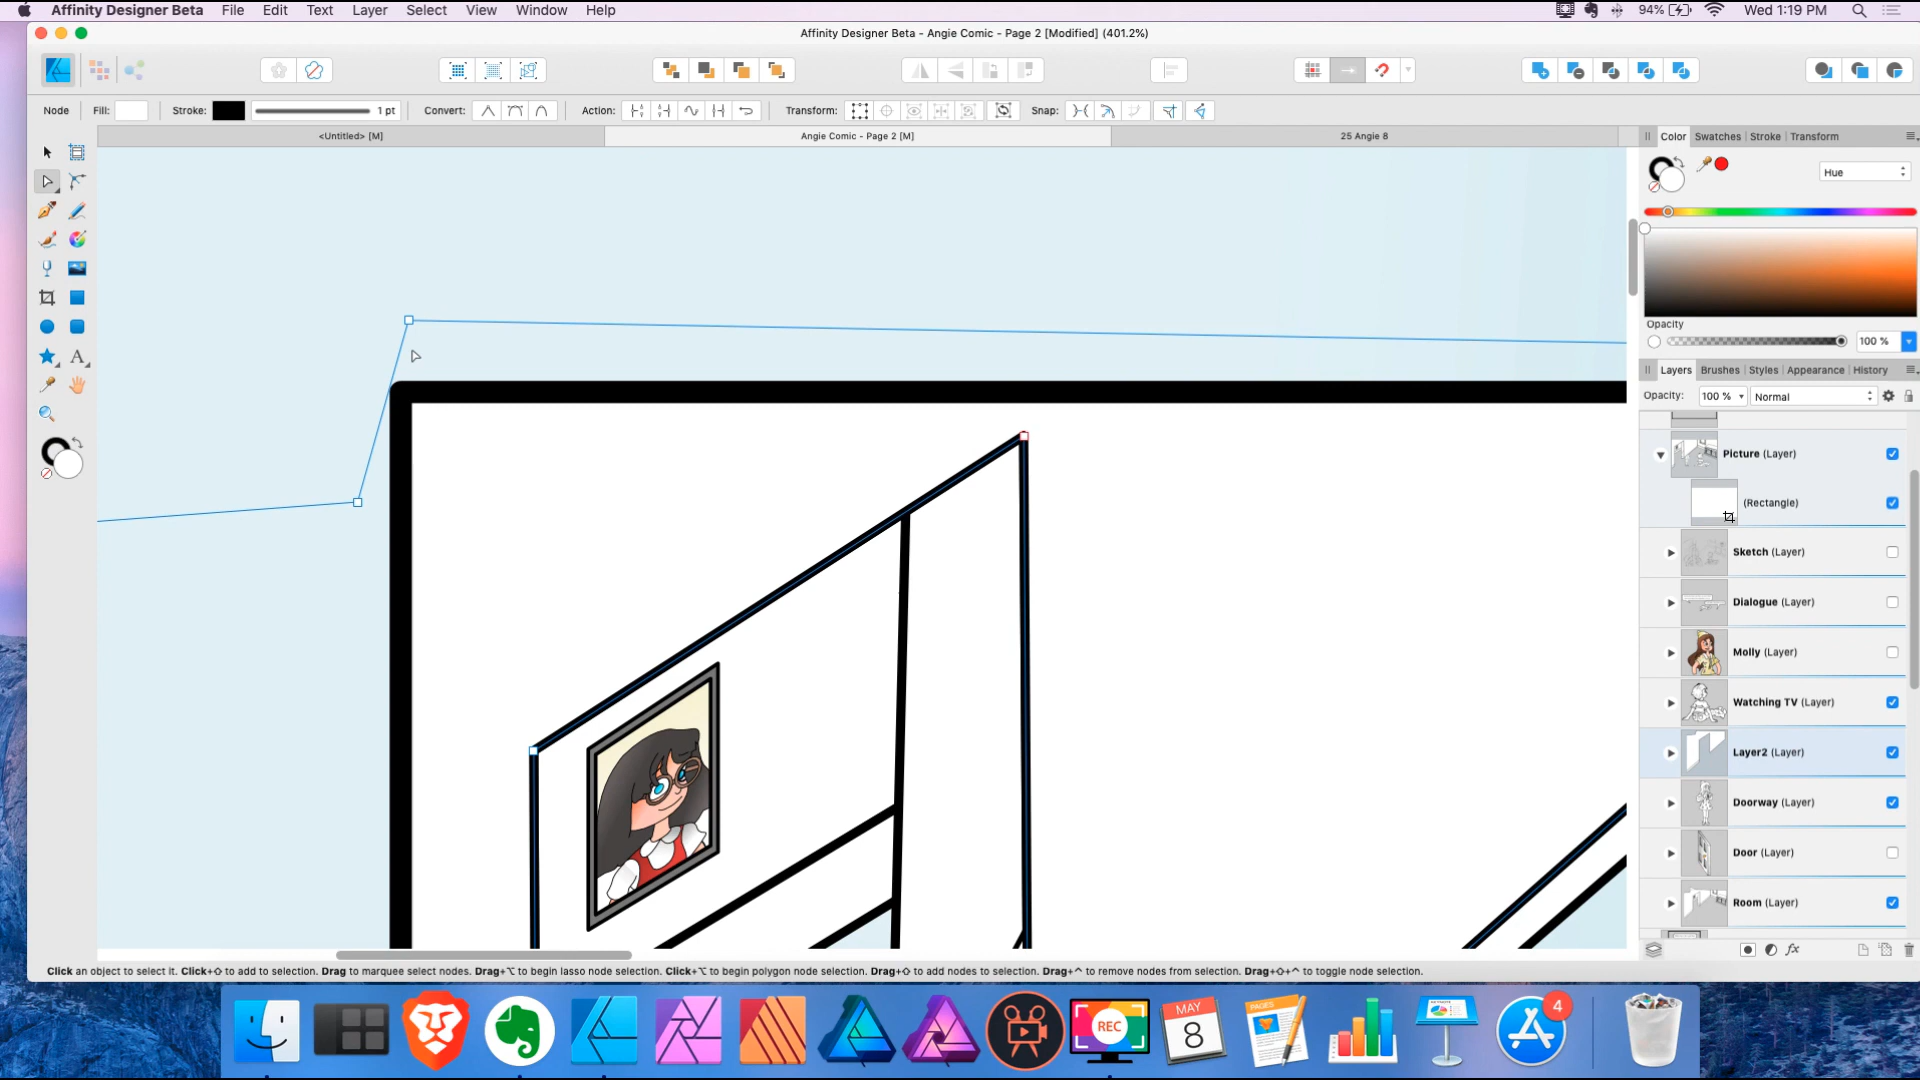 Affinity Designer Beta File Edit Text Layer Select View Window Help 94% Wed 1:19 PM
Affinity Designer Beta - Angie Comic - Page 2 [Modified] (401.2%)
Node Fill: Stroke: 1 pt Convert: Action: Transform: Snap:
<Untitled> [M] Angie Comic - Page 2 [M] 25 Angie 8
Color Swatches Stroke Transform
Hue
Opacity
100 %
Layers Brushes Styles Appearance History
Opacity: 100 % Normal
Picture (Layer)
(Rectangle)
Sketch (Layer)
Dialogue (Layer)
Molly (Layer)
Watching TV (Layer)
Layer2 (Layer)
Doorway (Layer)
Door (Layer)
Room (Layer)
fx
Click an object to select it. Click+⇧ to add to selection. Drag to marquee select nodes. Drag+⌥ to begin lasso node selection. Click+⌥ to begin polygon node selection. Drag+⇧ to add nodes to selection. Drag+^ to remove nodes from selection. Drag+⇧+^ to toggle node selection.
REC
MAY
8
PAGES
4